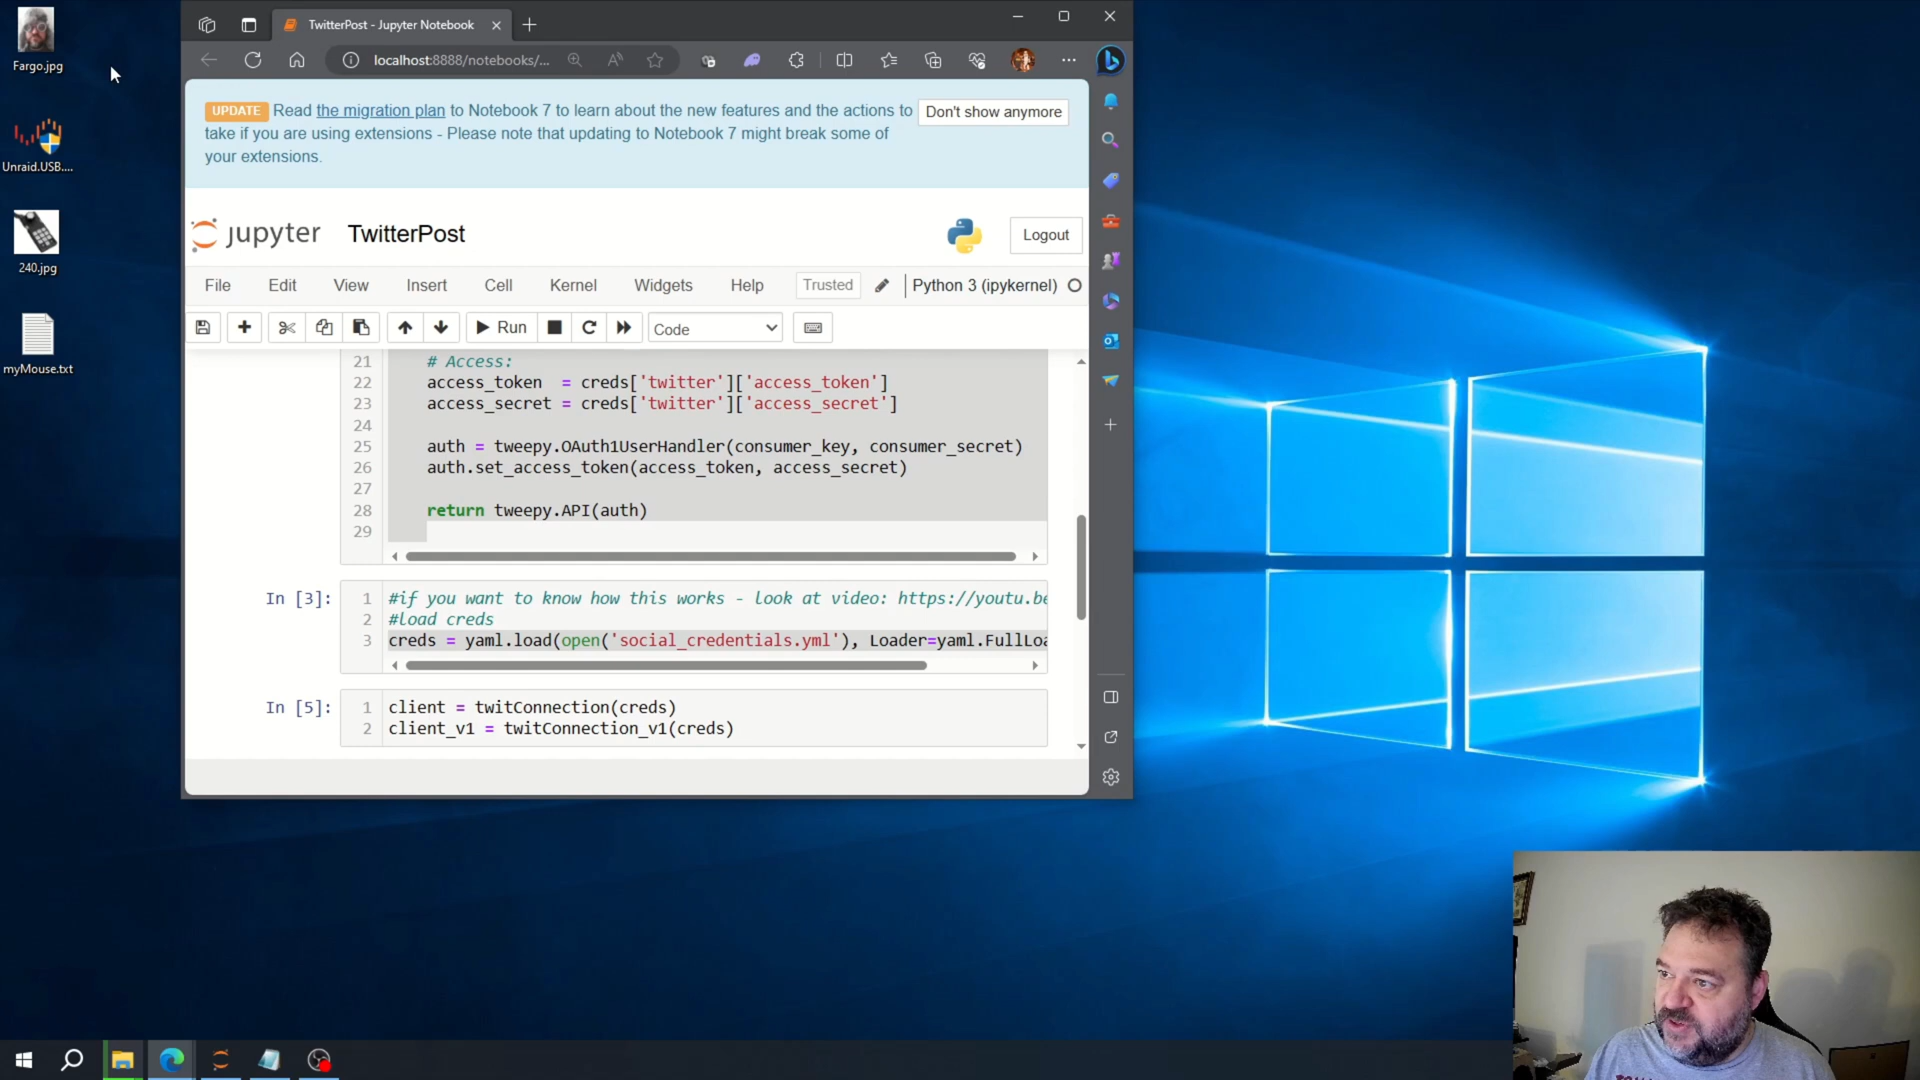 TwitterPost - Jupyter Notebook
Fargo.jpg
localhost:8888/notebooks/...
UPDATE Read the migration plan to Notebook 7 to learn about the new features and the actions to
take if you are using extensions - Please note that updating to Notebook 7 might break some of
your extensions.
Don't show anymore
Unraid.USB....
jupyter TwitterPost
Logout
240.jpg
File Edit View Insert Cell Kernel Widgets Help Trusted Python 3 (ipykernel)
Run Code
myMouse.txt
21 # Access:
22 access_token = creds['twitter']['access_token']
23 access_secret = creds['twitter']['access_secret']
24
25 auth = tweepy.OAuth1UserHandler(consumer_key, consumer_secret)
26 auth.set_access_token(access_token, access_secret)
27
28 return tweepy.API(auth)
29
In [3]:
1 #if you want to know how this works - look at video: https://youtu.be
2 #load creds
3 creds = yaml.load(open('social_credentials.yml'), Loader=yaml.FullLoa
In [5]:
1 client = twitConnection(creds)
2 client_v1 = twitConnection_v1(creds)